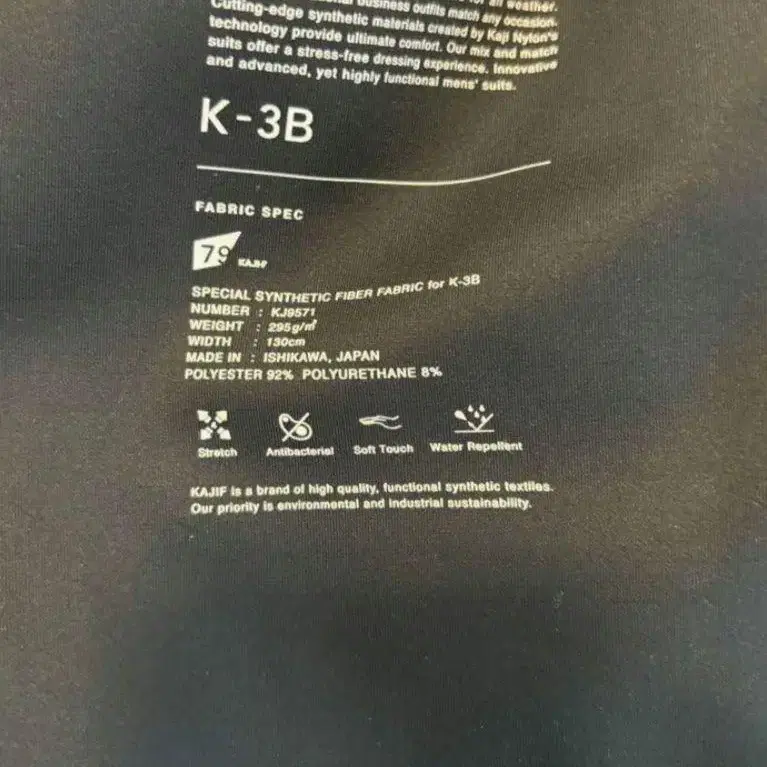 for all weather.
business outfits match any occasion.
Cutting-edge synthetic materials created by Kaji Nylon's
technology provide ultimate comfort. Our mix and match
suits offer a stress-free dressing experience. Innovative
and advanced, yet highly functional mens' suits.
K-3B
FABRIC SPEC
79 KAJIF
SPECIAL SYNTHETIC FIBER FABRIC for K-3B
NUMBER : KJ9571
WEIGHT : 295g/㎡
WIDTH : 130cm
MADE IN : ISHIKAWA, JAPAN
POLYESTER 92% POLYURETHANE 8%
Stretch Antibacterial Soft Touch Water Repellent
KAJIF is a brand of high quality, functional synthetic textiles.
Our priority is environmental and industrial sustainability.